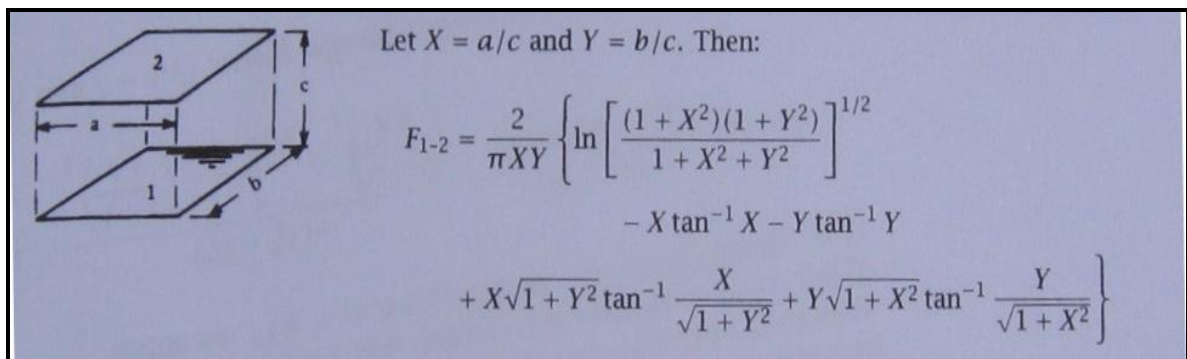 Let X = a/c and Y = b/c. Then:
2
c
a
1
b
F₁₋₂ = 2/(πXY) { ln [ (1 + X²)(1 + Y²) / (1 + X² + Y²) ]^1/2
− X tan⁻¹ X − Y tan⁻¹ Y
+ X√(1 + Y²) tan⁻¹ X/√(1 + Y²) + Y√(1 + X²) tan⁻¹ Y/√(1 + X²) }